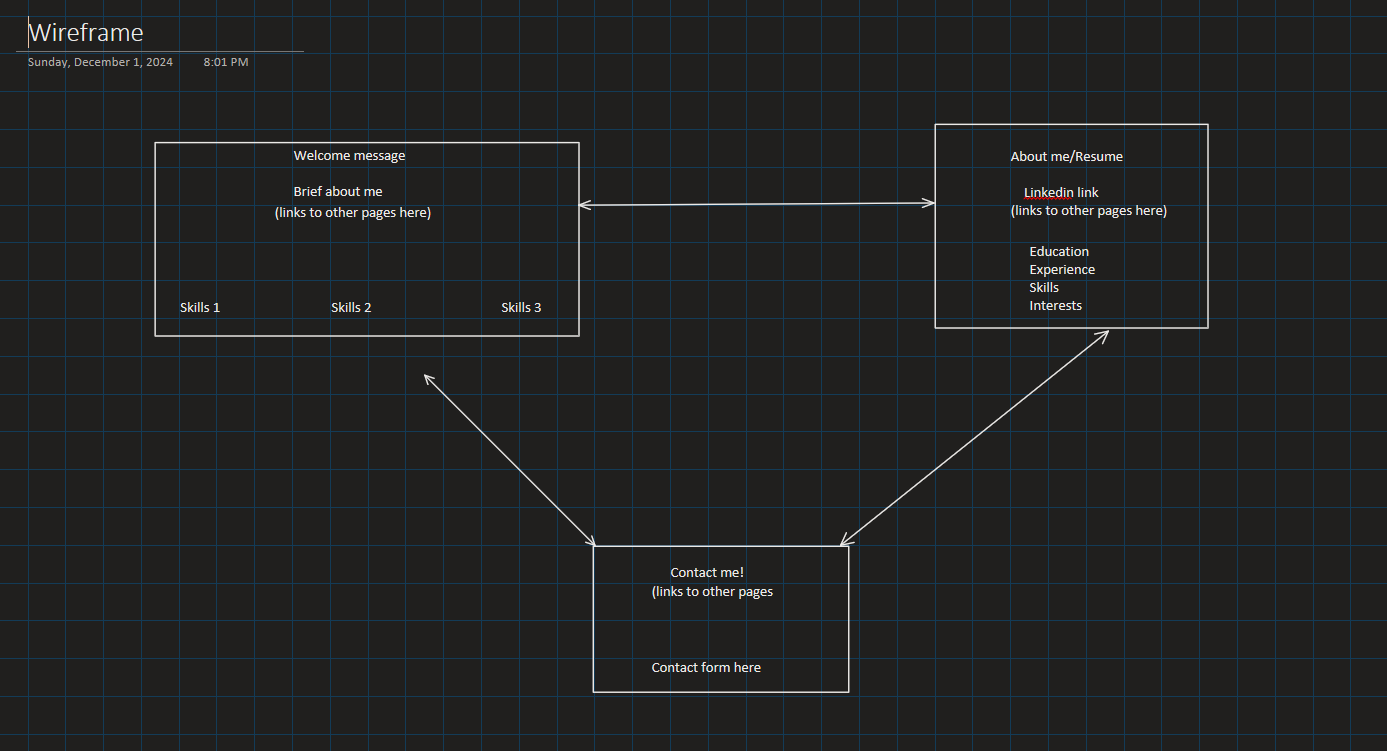 Wireframe
Sunday, December 1, 2024 8:01 PM
Welcome message
Brief about me
(links to other pages here)
Skills 1 Skills 2 Skills 3
About me/Resume
Linkedin link
(links to other pages here)
Education
Experience
Skills
Interests
Contact me!
(links to other pages
Contact form here